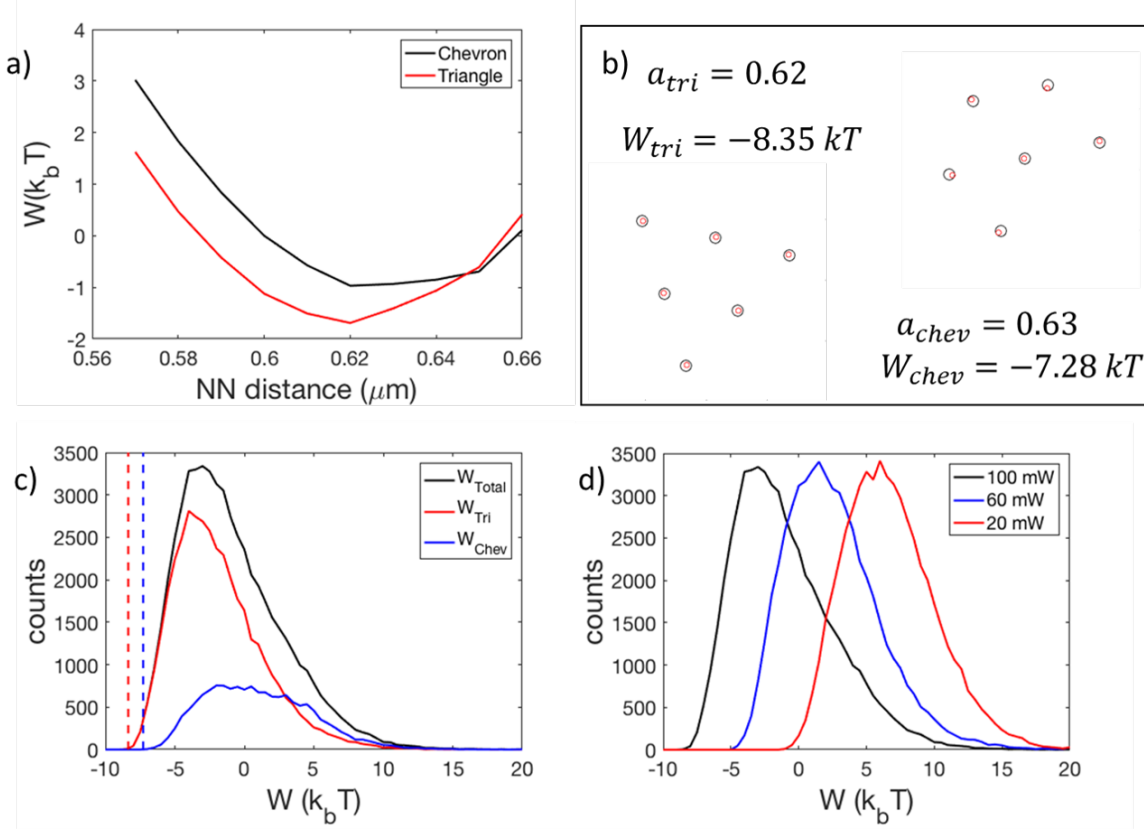 a)
4
3
2
1
0
-1
-2
W(k_bT)
Chevron
Triangle
0.56 0.58 0.6 0.62 0.64 0.66
NN distance (μm)
b)
a_tri = 0.62
W_tri = −8.35 kT
a_chev = 0.63
W_chev = −7.28 kT
c)
3500
3000
2500
2000
1500
1000
500
0
counts
W_Total
W_Tri
W_Chev
-10 -5 0 5 10 15 20
W (k_bT)
d)
3500
3000
2500
2000
1500
1000
500
0
counts
100 mW
60 mW
20 mW
-10 -5 0 5 10 15 20
W (k_bT)